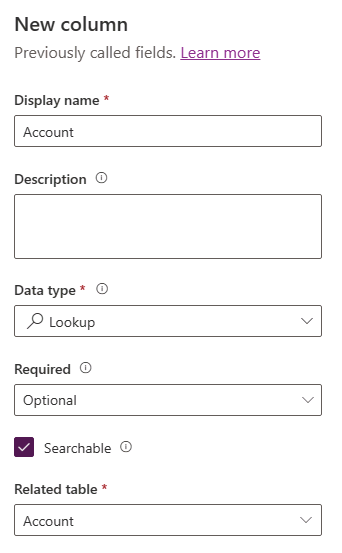 New column
Previously called fields. Learn more
Display name *
Account
Description
Data type *
Lookup
Required
Optional
Searchable
Related table *
Account